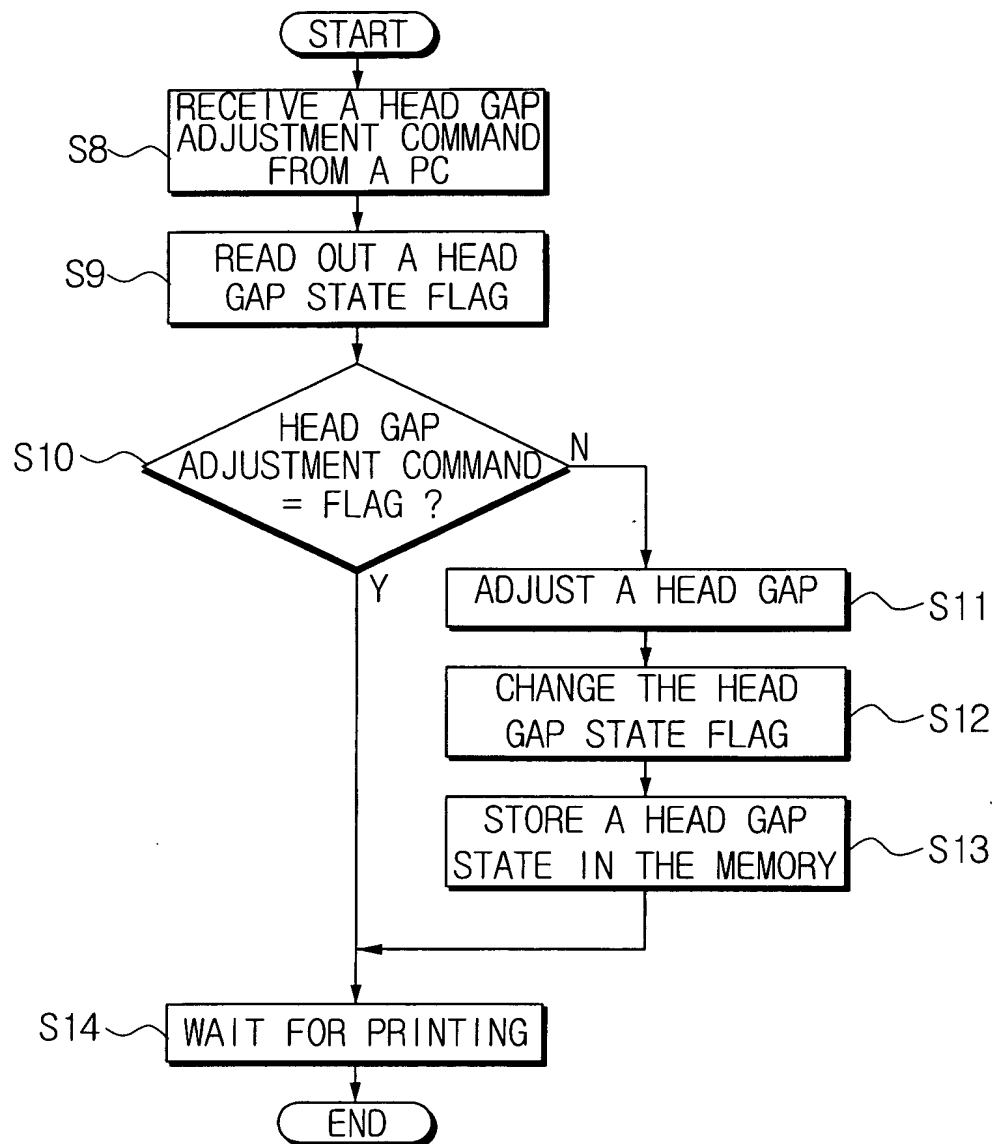 START
RECEIVE A HEAD GAP
ADJUSTMENT COMMAND
FROM A PC
S8
READ OUT A HEAD
GAP STATE FLAG
S9
HEAD GAP
ADJUSTMENT COMMAND
= FLAG ?
S10
N
Y
ADJUST A HEAD GAP
S11
CHANGE THE HEAD
GAP STATE FLAG
S12
STORE A HEAD GAP
STATE IN THE MEMORY
S13
S14
WAIT FOR PRINTING
END